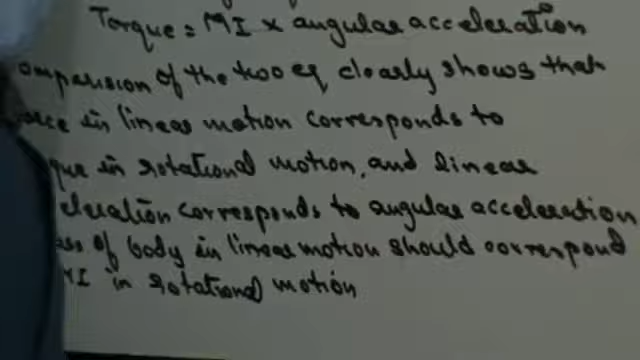 Torque = MI x angular acceleration
omparision of the two eq clearly shows that
in linear motion corresponds to
que in rotational motion, and linear
eleration corresponds to angular acceleration
ass of body in linear motion should correspond
MI in rotational motion